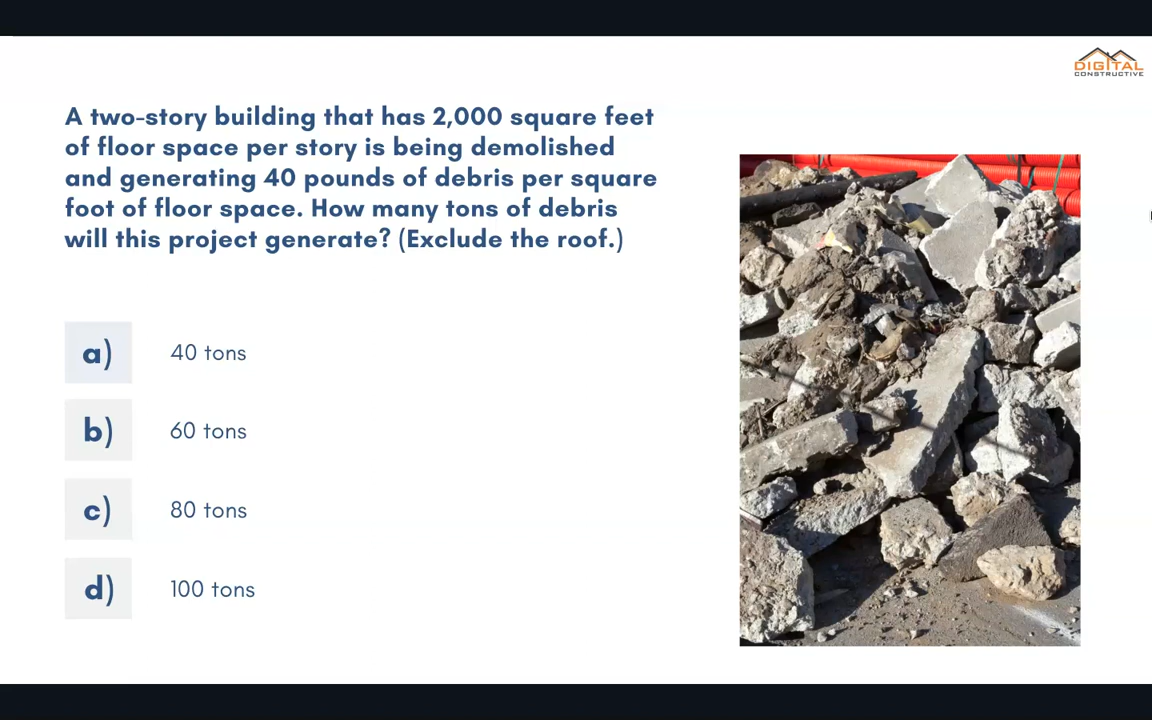 DIGITAL
CONSTRUCTIVE
A two-story building that has 2,000 square feet
of floor space per story is being demolished
and generating 40 pounds of debris per square
foot of floor space. How many tons of debris
will this project generate? (Exclude the roof.)
a) 40 tons
b) 60 tons
c) 80 tons
d) 100 tons